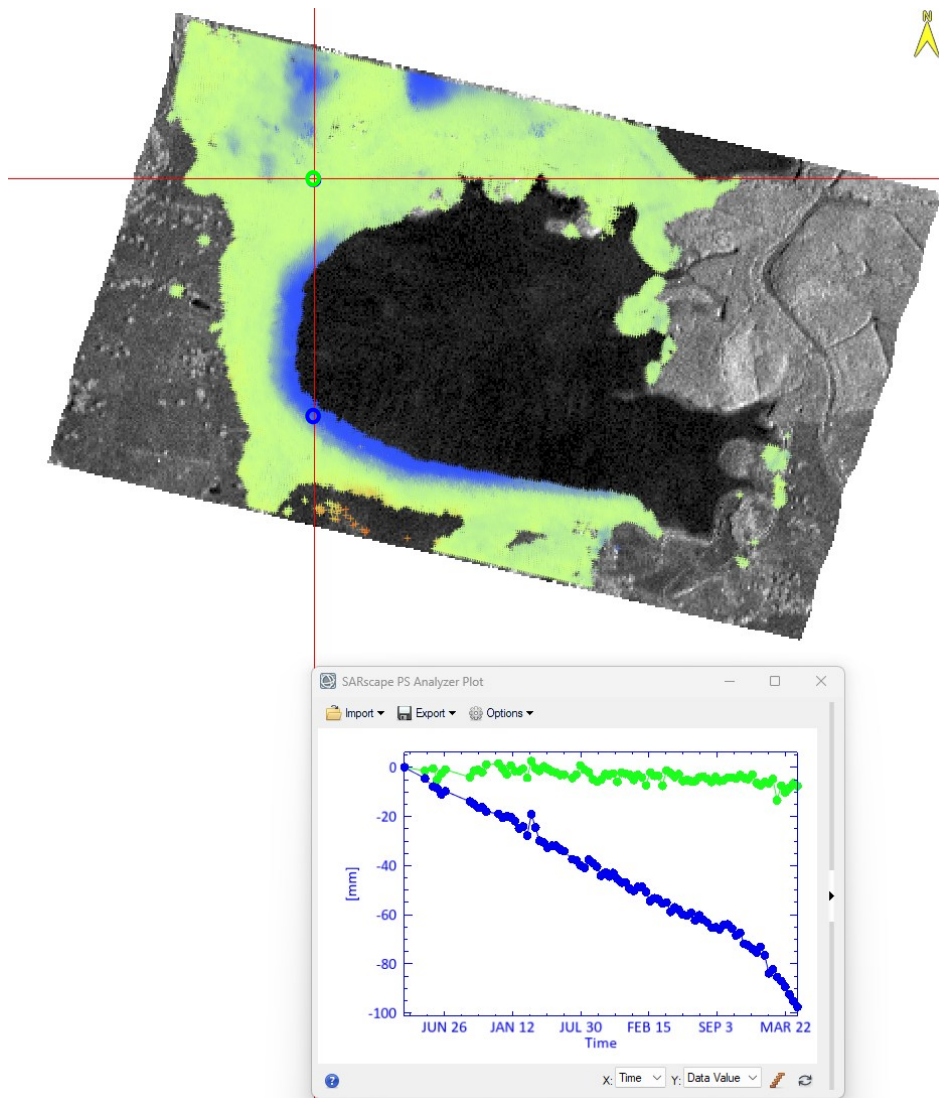 N
SARscape PS Analyzer Plot
Import Export Options
0
-20
-40
-60
-80
-100
[mm]
JUN 26 JAN 12 JUL 30 FEB 15 SEP 3 MAR 22
Time
? X: Time Y: Data Value